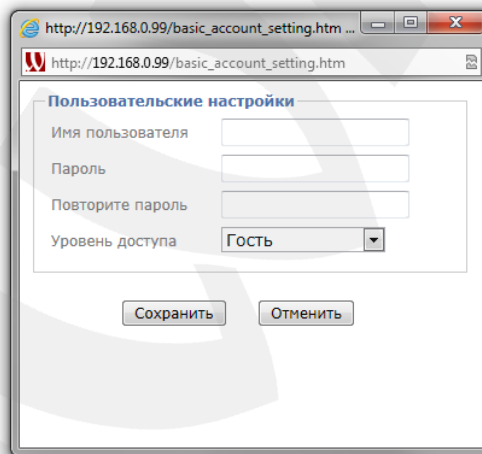 http://192.168.0.99/basic_account_setting.htm ...
http://192.168.0.99/basic_account_setting.htm
Пользовательские настройки
Имя пользователя
Пароль
Повторите пароль
Уровень доступа Гость
Сохранить Отменить